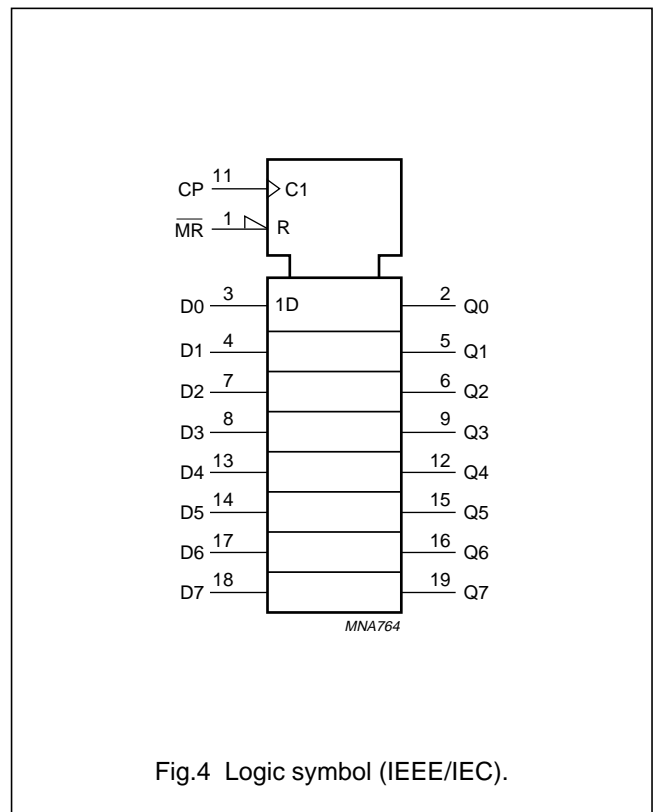 CP 11 C1
M̅R̅ 1 R
D0 3 1D 2 Q0
D1 4 5 Q1
D2 7 6 Q2
D3 8 9 Q3
D4 13 12 Q4
D5 14 15 Q5
D6 17 16 Q6
D7 18 19 Q7
MNA764
Fig.4 Logic symbol (IEEE/IEC).